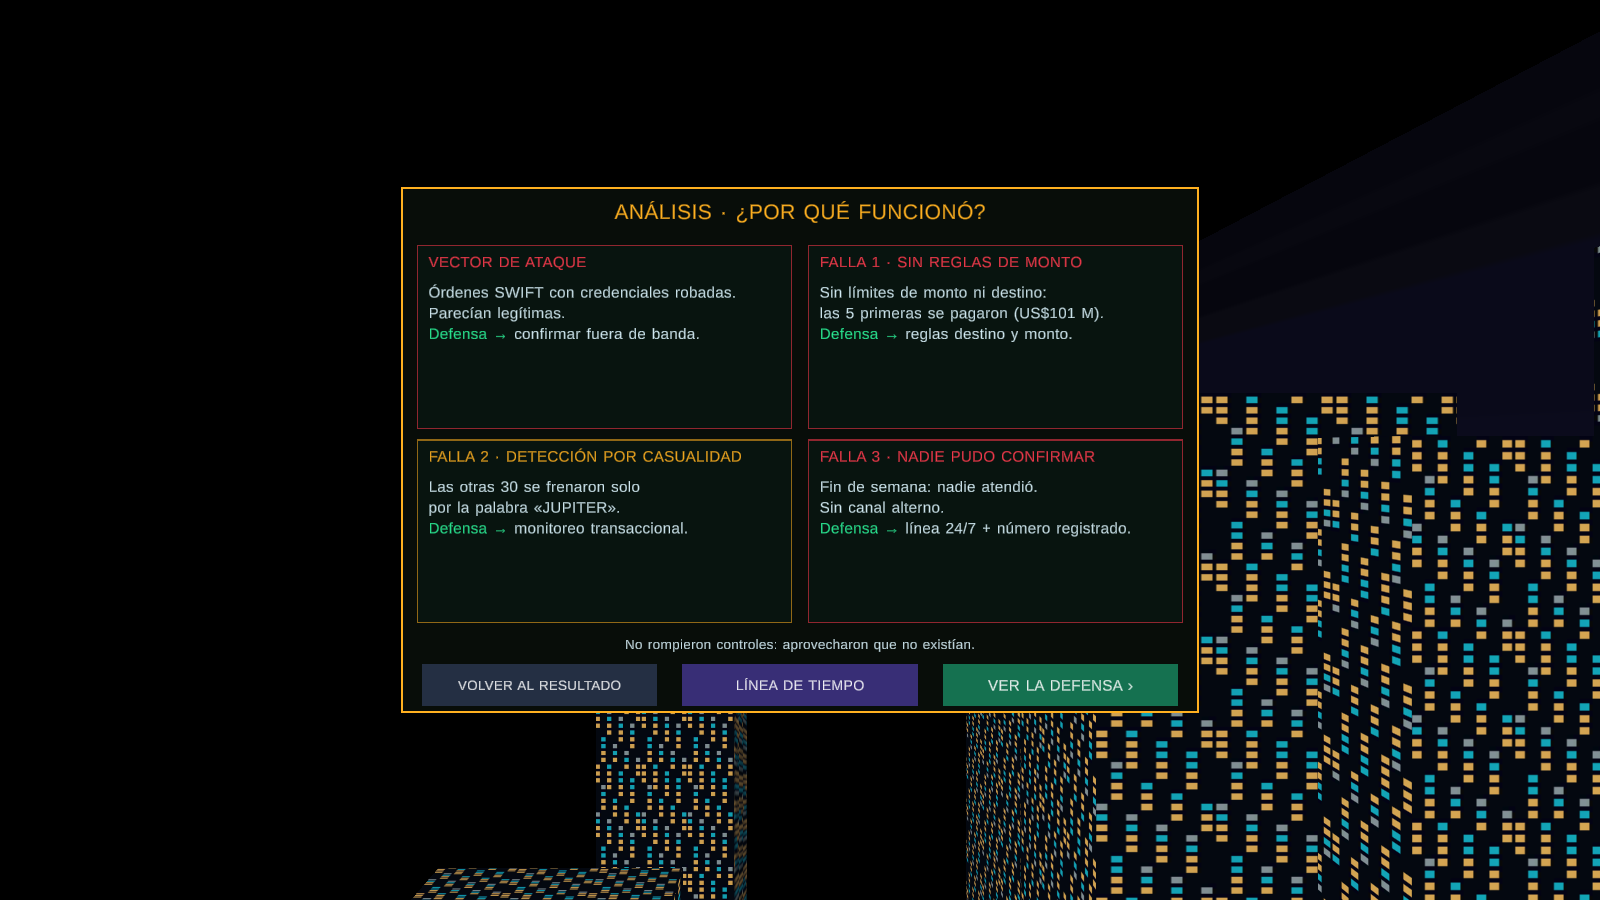 ANÁLISIS · ¿POR QUÉ FUNCIONÓ?
VECTOR DE ATAQUE
Órdenes SWIFT con credenciales robadas.
Parecían legítimas.
Defensa → confirmar fuera de banda.
FALLA 1 · SIN REGLAS DE MONTO
Sin límites de monto ni destino:
las 5 primeras se pagaron (US$101 M).
Defensa → reglas destino y monto.
FALLA 2 · DETECCIÓN POR CASUALIDAD
Las otras 30 se frenaron solo
por la palabra «JUPITER».
Defensa → monitoreo transaccional.
FALLA 3 · NADIE PUDO CONFIRMAR
Fin de semana: nadie atendió.
Sin canal alterno.
Defensa → línea 24/7 + número registrado.
No rompieron controles: aprovecharon que no existían.
VOLVER AL RESULTADO
LÍNEA DE TIEMPO
VER LA DEFENSA ›